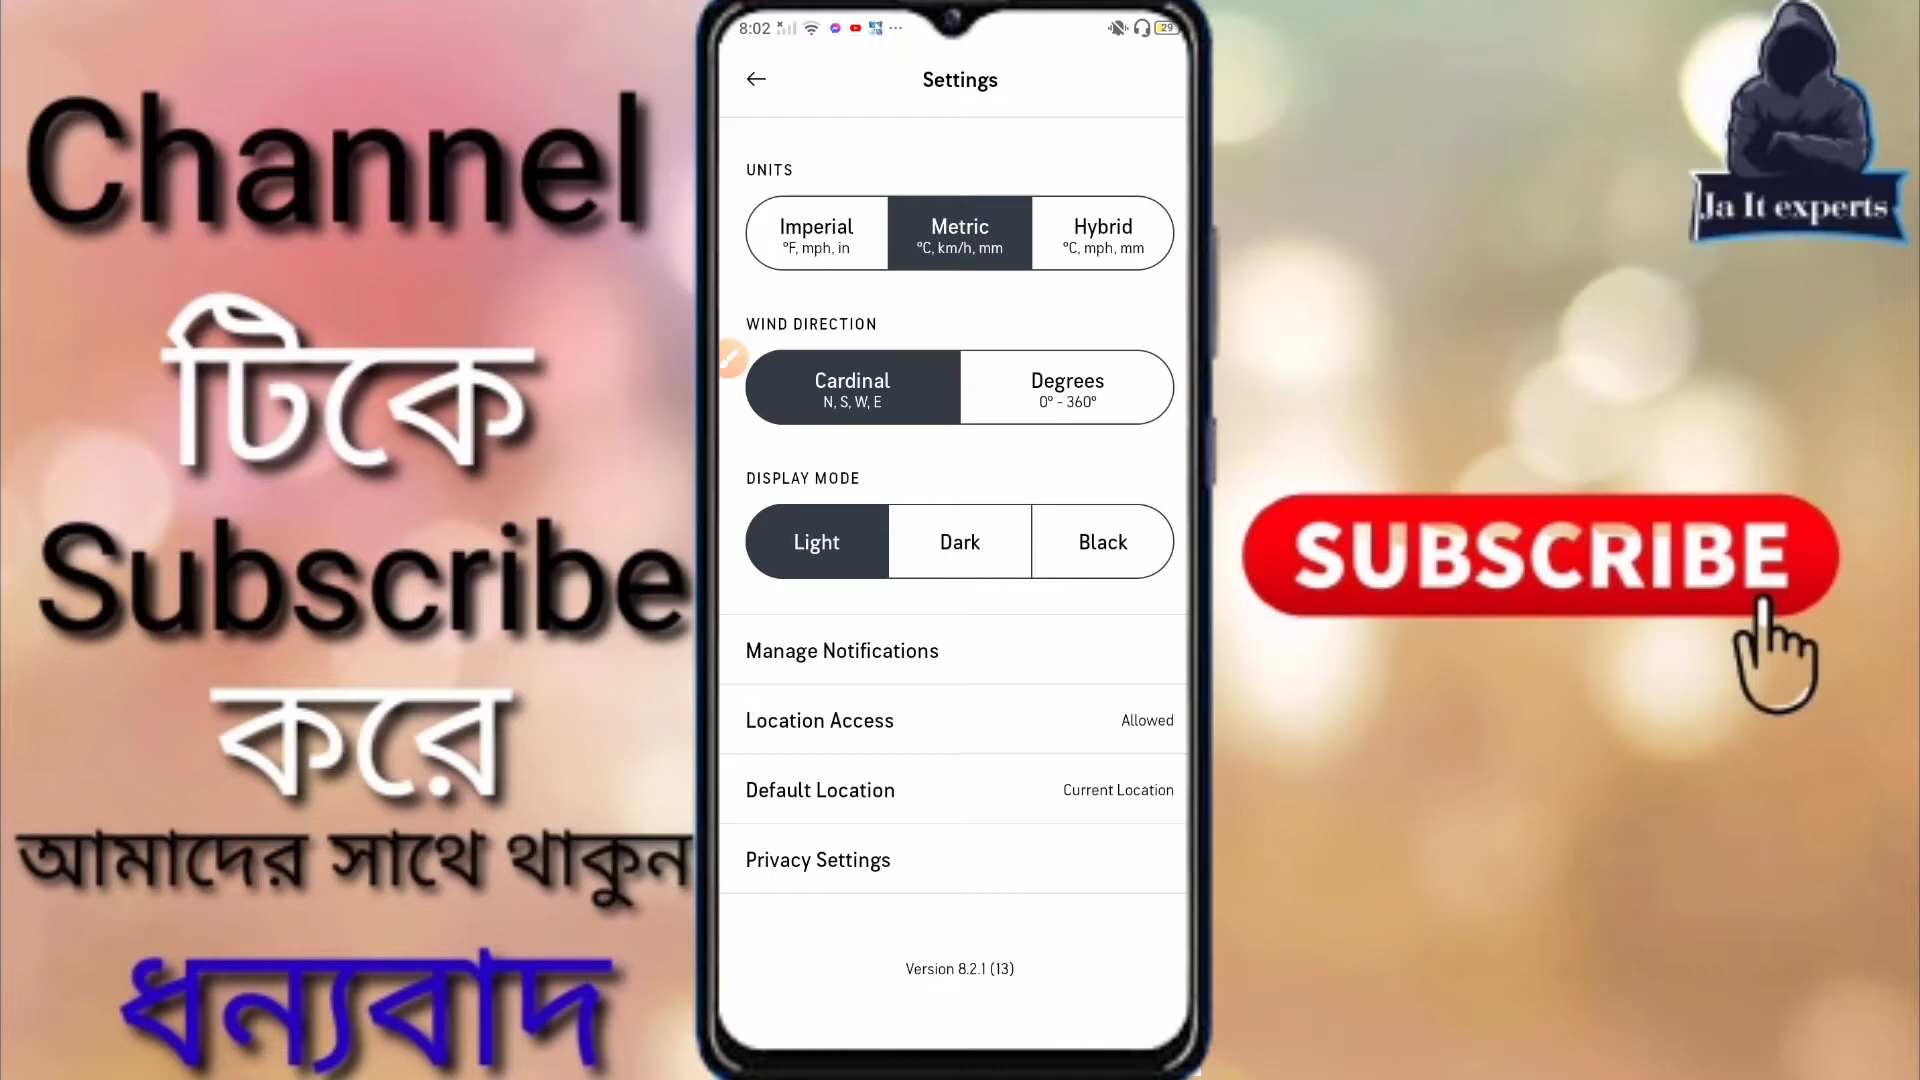 Channel
টিকে
Subscribe
করে
আমাদের সাথে থাকুন
ধন্যবাদ
8:02
29
Settings
UNITS
Imperial
°F, mph, in
Metric
°C, km/h, mm
Hybrid
°C, mph, mm
WIND DIRECTION
Cardinal
N, S, W, E
Degrees
0° - 360°
DISPLAY MODE
Light
Dark
Black
Manage Notifications
Location Access
Allowed
Default Location
Current Location
Privacy Settings
Version 8.2.1 (13)
Ja It experts
SUBSCRIBE